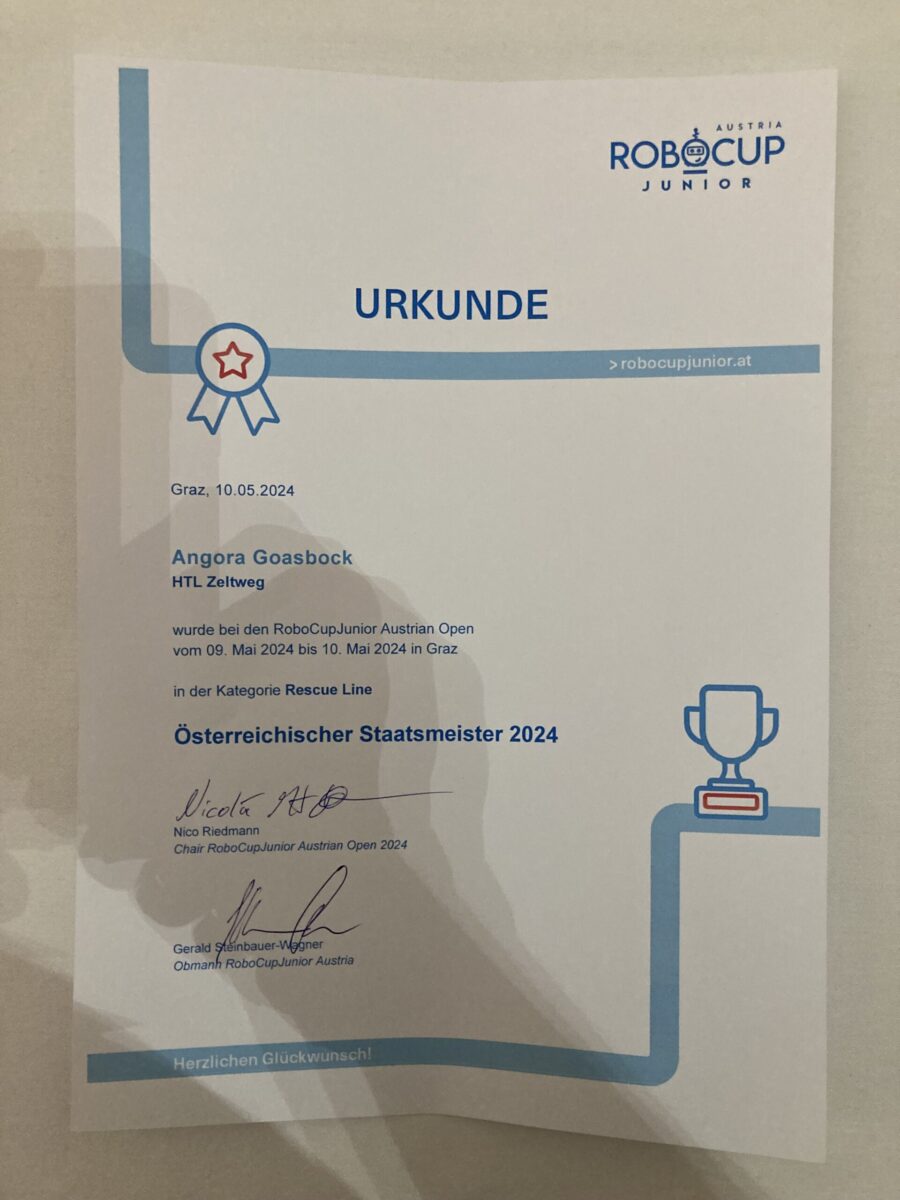 AUSTRIA
ROBOCUP
JUNIOR
URKUNDE
>robocupjunior.at
Graz, 10.05.2024
Angora Goasbock
HTL Zeltweg
wurde bei den RoboCupJunior Austrian Open
vom 09. Mai 2024 bis 10. Mai 2024 in Graz
in der Kategorie Rescue Line
Österreichischer Staatsmeister 2024
Nico Riedmann
Chair RoboCupJunior Austrian Open 2024
Gerald Steinbauer-Wagner
Obmann RoboCupJunior Austria
Herzlichen Glückwunsch!